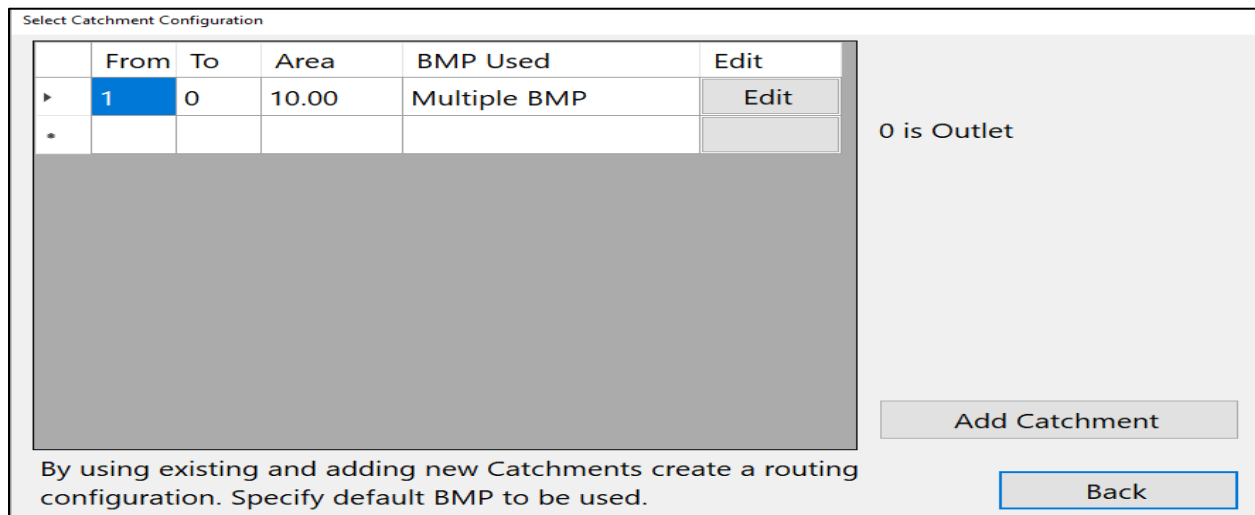 Select Catchment Configuration
From To Area BMP Used Edit
1 0 10.00 Multiple BMP Edit
0 is Outlet
Add Catchment
By using existing and adding new Catchments create a routing
configuration. Specify default BMP to be used.
Back